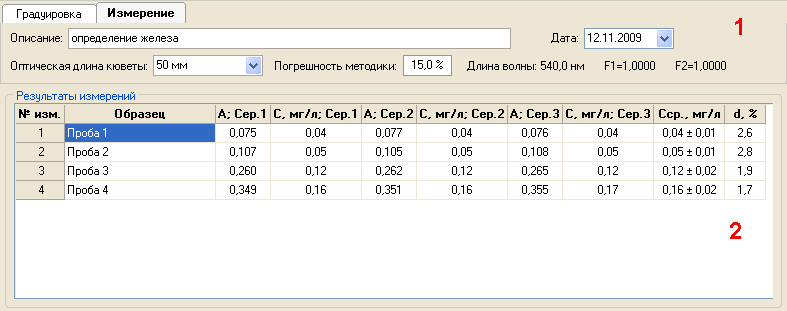 Градуировка Измерение
Описание: определение железа Дата: 12.11.2009 1
Оптическая длина кюветы: 50 мм Погрешность методики: 15,0 % Длина волны: 540,0 нм F1=1,0000 F2=1,0000
Результаты измерений
№ изм. Образец A; Сер.1 C, мг/л; Сер.1 A; Сер.2 C, мг/л; Сер.2 A; Сер.3 C, мг/л; Сер.3 Cср., мг/л d, %
1 Проба 1 0,075 0,04 0,077 0,04 0,076 0,04 0,04 ± 0,01 2,6
2 Проба 2 0,107 0,05 0,105 0,05 0,108 0,05 0,05 ± 0,01 2,8
3 Проба 3 0,260 0,12 0,262 0,12 0,265 0,12 0,12 ± 0,02 1,9
4 Проба 4 0,349 0,16 0,351 0,16 0,355 0,17 0,16 ± 0,02 1,7
2